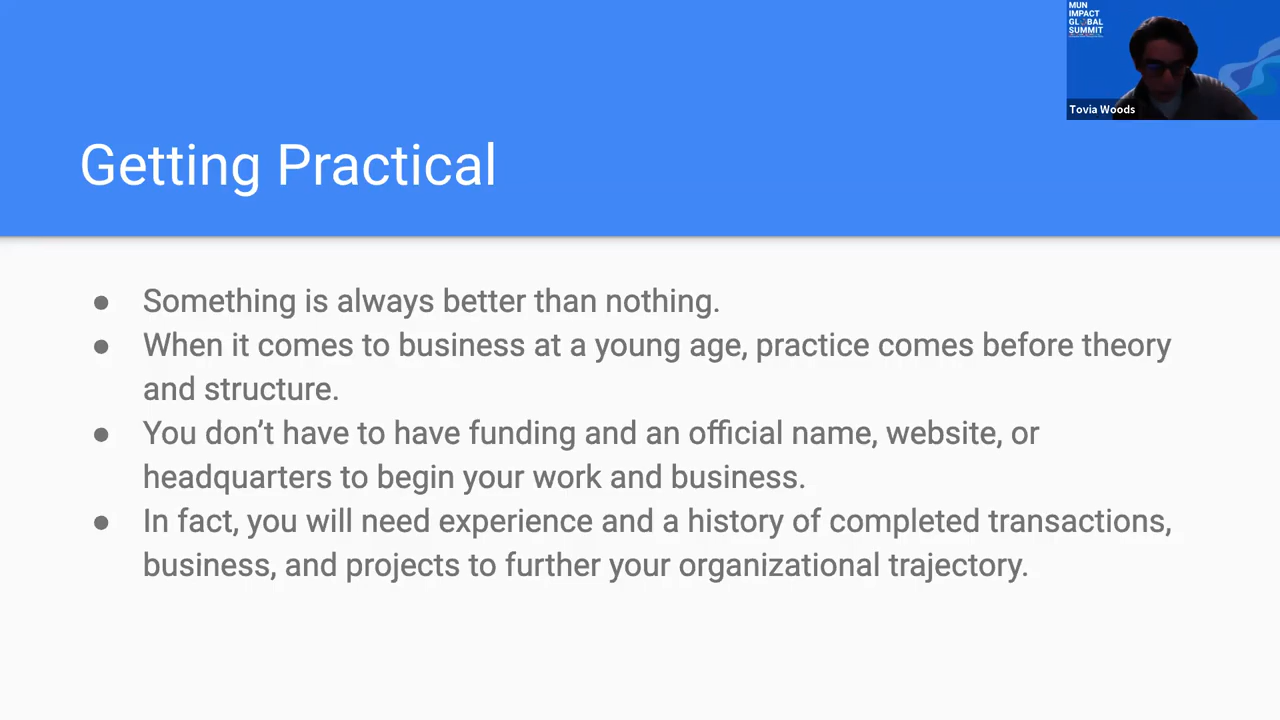 MUN
IMPACT
GLOBAL
SUMMIT
Tovia Woods
Getting Practical
● Something is always better than nothing.
● When it comes to business at a young age, practice comes before theory
and structure.
● You don’t have to have funding and an official name, website, or
headquarters to begin your work and business.
● In fact, you will need experience and a history of completed transactions,
business, and projects to further your organizational trajectory.